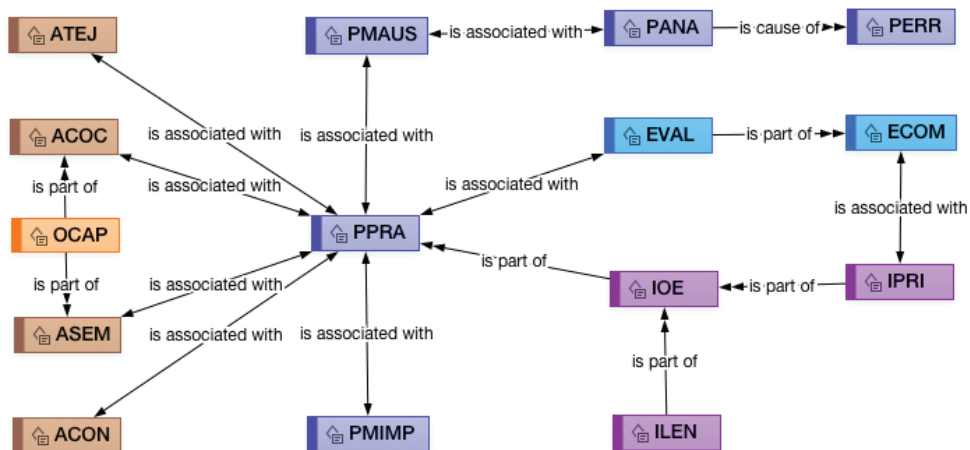 ATEJ
PMAUS
is associated with
PANA
is cause of
PERR
is associated with
is associated with
ACOC
EVAL
is part of
ECOM
is part of
is associated with
is associated with
is associated with
OCAP
PPRA
is part of
is associated with
is part of
IOE
is part of
IPRI
ASEM
is associated with
is associated with
is part of
ACON
PMIMP
ILEN